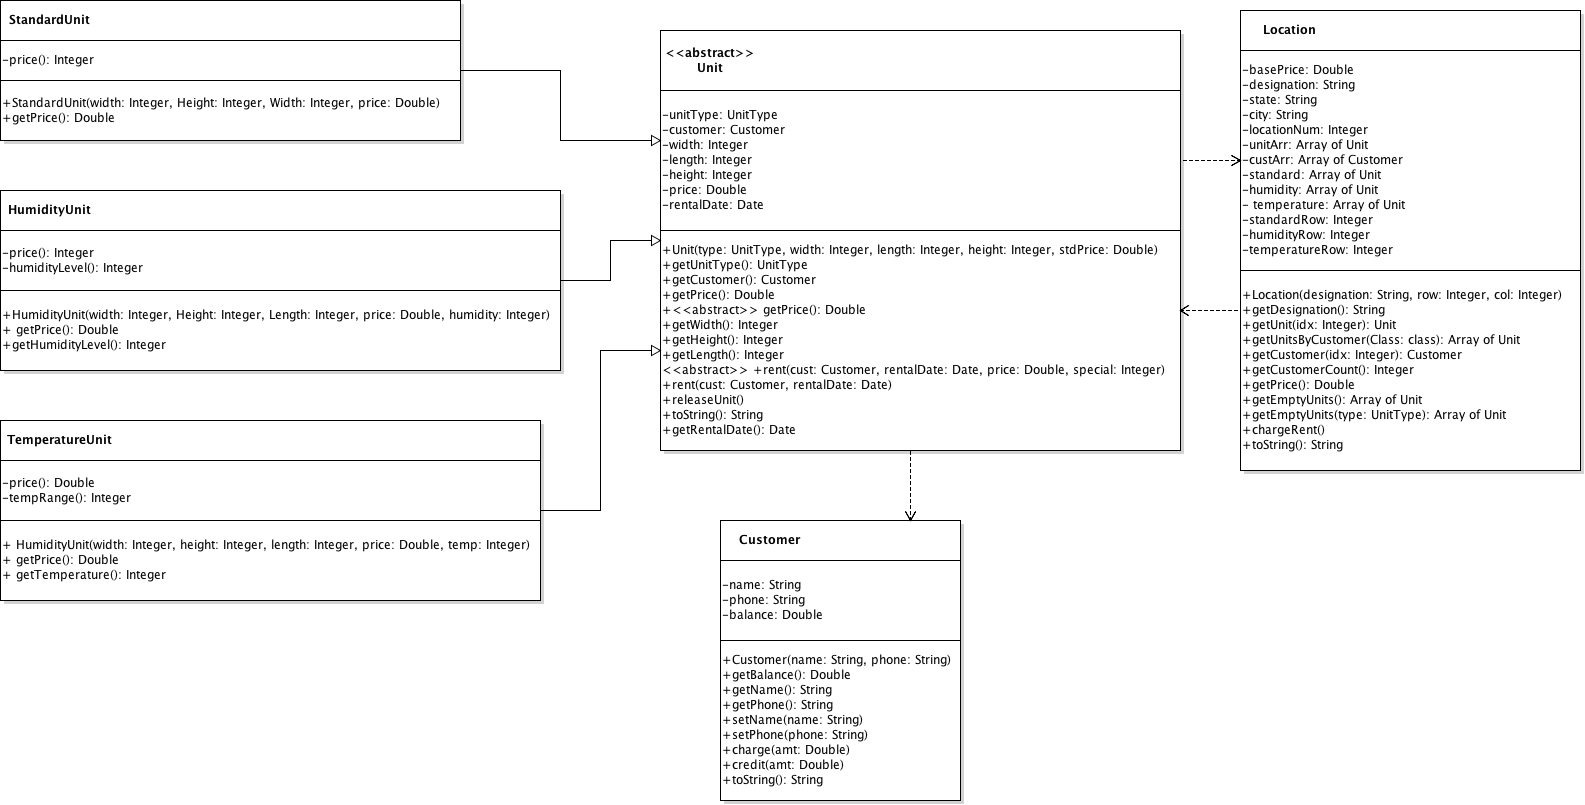 StandardUnit
-price(): Integer
+StandardUnit(width: Integer, Height: Integer, Width: Integer, price: Double)
+getPrice(): Double
HumidityUnit
-price(): Integer
-humidityLevel(): Integer
+HumidityUnit(width: Integer, Height: Integer, Length: Integer, price: Double, humidity: Integer)
+ getPrice(): Double
+getHumidityLevel(): Integer
TemperatureUnit
-price(): Double
-tempRange(): Integer
+ HumidityUnit(width: Integer, height: Integer, length: Integer, price: Double, temp: Integer)
+ getPrice(): Double
+ getTemperature(): Integer
<<abstract>>
Unit
-unitType: UnitType
-customer: Customer
-width: Integer
-length: Integer
-height: Integer
-price: Double
-rentalDate: Date
+Unit(type: UnitType, width: Integer, length: Integer, height: Integer, stdPrice: Double)
+getUnitType(): UnitType
+getCustomer(): Customer
+getPrice(): Double
+<<abstract>> getPrice(): Double
+getWidth(): Integer
+getHeight(): Integer
+getLength(): Integer
<<abstract>> +rent(cust: Customer, rentalDate: Date, price: Double, special: Integer)
+rent(cust: Customer, rentalDate: Date)
+releaseUnit()
+toString(): String
+getRentalDate(): Date
Customer
-name: String
-phone: String
-balance: Double
+Customer(name: String, phone: String)
+getBalance(): Double
+getName(): String
+getPhone(): String
+setName(name: String)
+setPhone(phone: String)
+charge(amt: Double)
+credit(amt: Double)
+toString(): String
Location
-basePrice: Double
-designation: String
-state: String
-city: String
-locationNum: Integer
-unitArr: Array of Unit
-custArr: Array of Customer
-standard: Array of Unit
-humidity: Array of Unit
- temperature: Array of Unit
-standardRow: Integer
-humidityRow: Integer
-temperatureRow: Integer
+Location(designation: String, row: Integer, col: Integer)
+getDesignation(): String
+getUnit(idx: Integer): Unit
+getUnitsByCustomer(Class: class): Array of Unit
+getCustomer(idx: Integer): Customer
+getCustomerCount(): Integer
+getPrice(): Double
+getEmptyUnits(): Array of Unit
+getEmptyUnits(type: UnitType): Array of Unit
+chargeRent()
+toString(): String